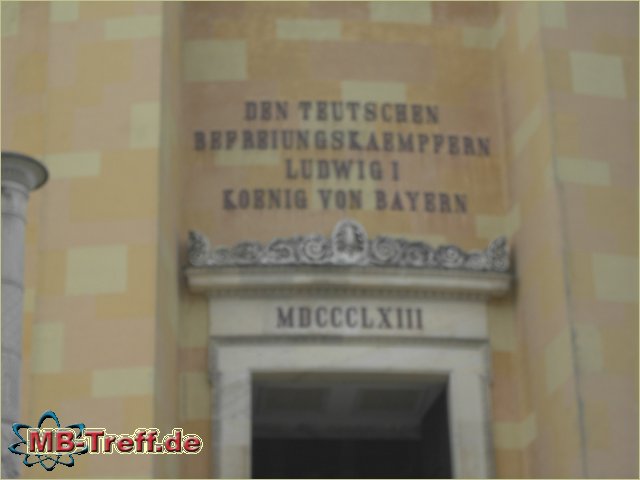 DEN TEUTSCHEN
BEFREIUNGSKAEMPFERN
LUDWIG I
KOENIG VON BAYERN
MDCCCLXIII
MB-Treff.de